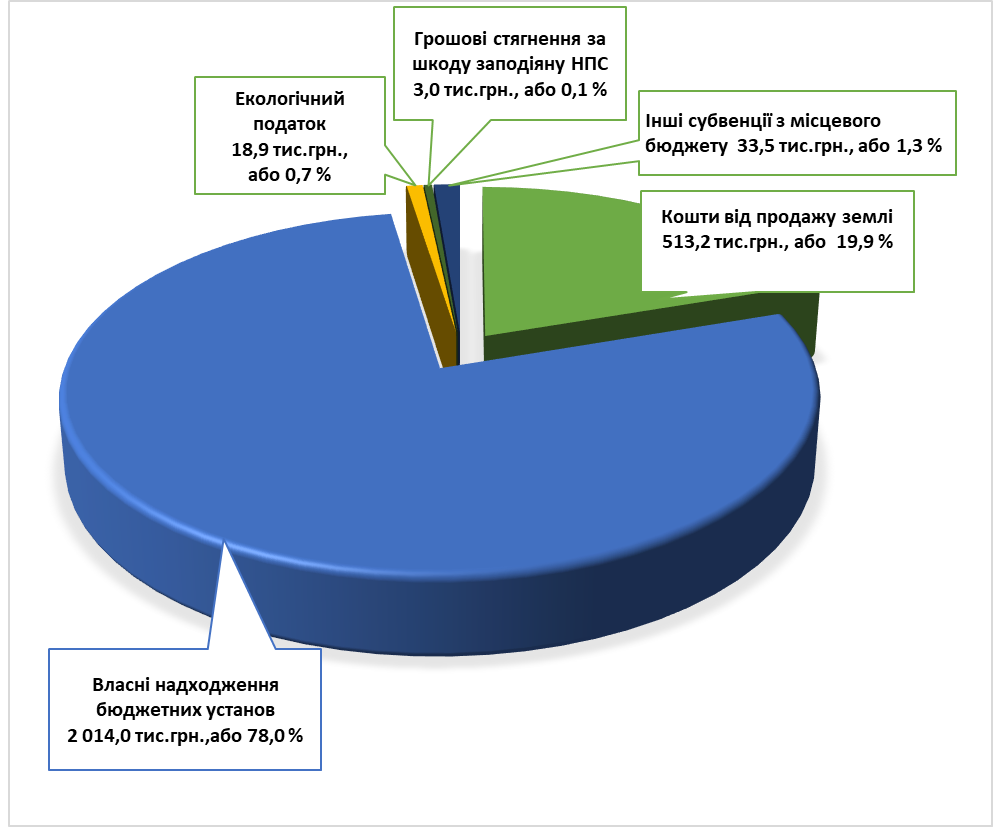 Грошові стягнення за
шкоду заподіяну НПС
3,0 тис.грн., або 0,1 %
Екологічний
податок
18,9 тис.грн.,
або 0,7 %
Інші субвенції з місцевого
бюджету 33,5 тис.грн., або 1,3 %
Кошти від продажу землі
513,2 тис.грн., або 19,9 %
Власні надходження
бюджетних установ
2 014,0 тис.грн.,або 78,0 %